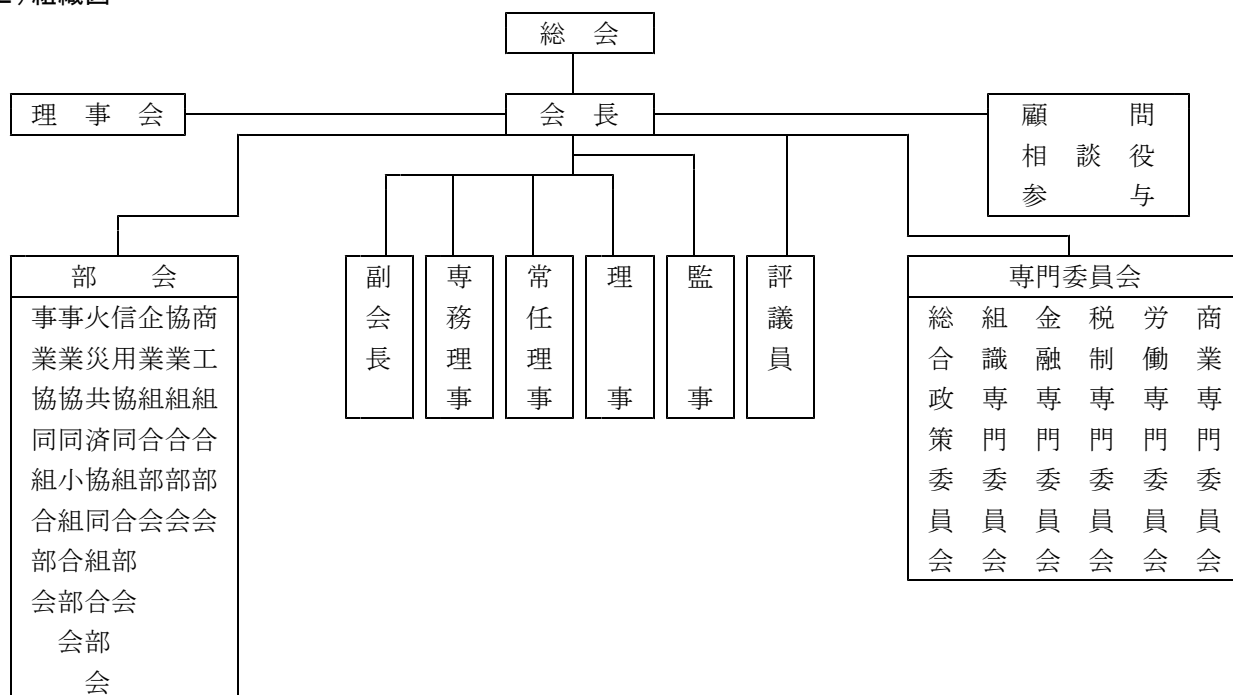 組織図
総会
理事会
会長
顧問
相談役
参与
部会
事業協同組合部会
事業協同小組合部会
火災共済協同組合部会
信用協同組合部会
企業組合部会
協業組合部会
商工組合部会
副会長
専務理事
常任理事
理事
監事
評議員
専門委員会
総合政策委員会
組識専門委員会
金融専門委員会
税制専門委員会
労働専門委員会
商業専門委員会